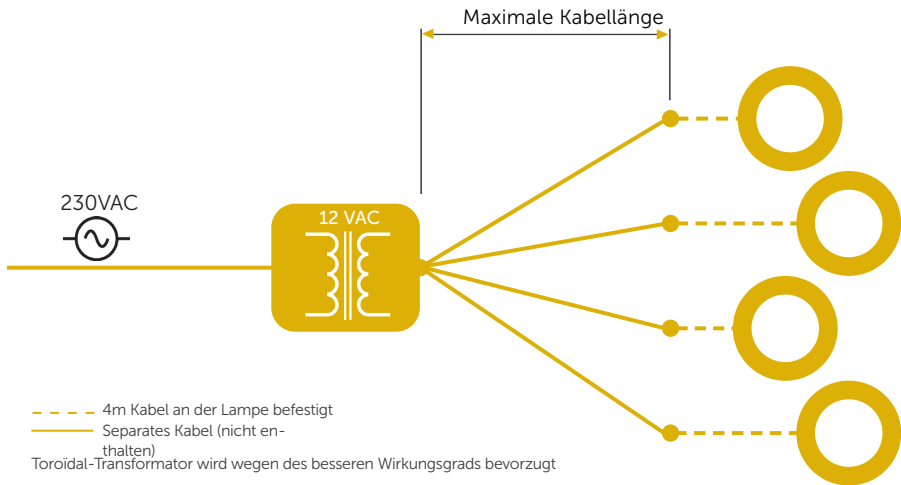 Maximale Kabellänge
230VAC
12 VAC
4m Kabel an der Lampe befestigt
Separates Kabel (nicht en-
thalten)
Toroïdal-Transformator wird wegen des besseren Wirkungsgrads bevorzugt